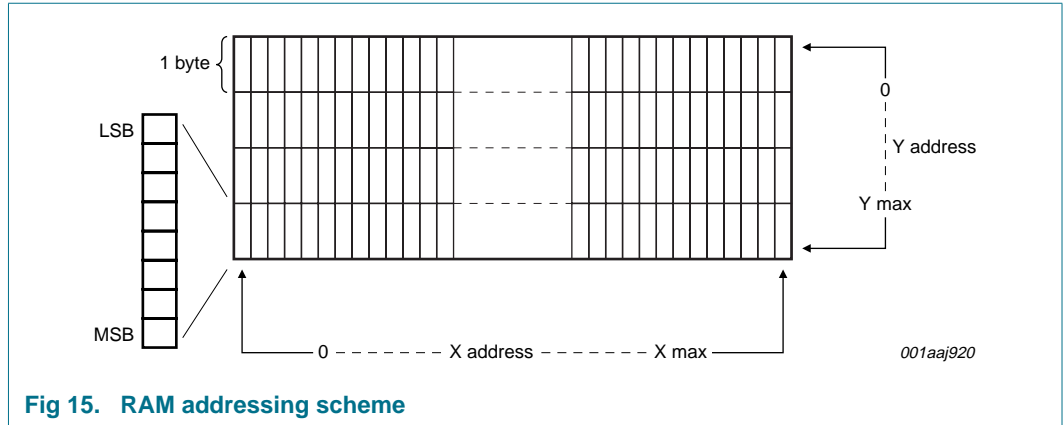 1 byte
0
LSB
Y address
Y max
MSB
0 X address X max
001aaj920
Fig 15. RAM addressing scheme